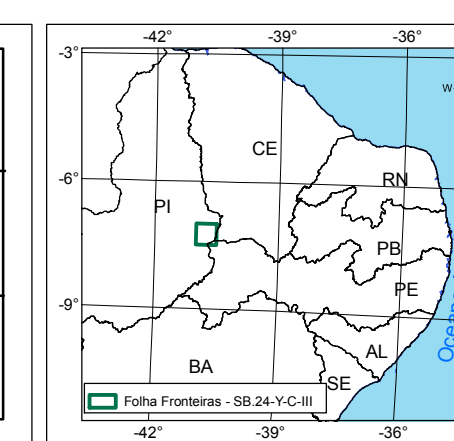 -42° -39° -36°
-3°
CE
-6°
RN
PI
PB
PE
-9°
AL
BA
SE
Folha Fronteiras - SB.24-Y-C-III
-42° -39° -36°